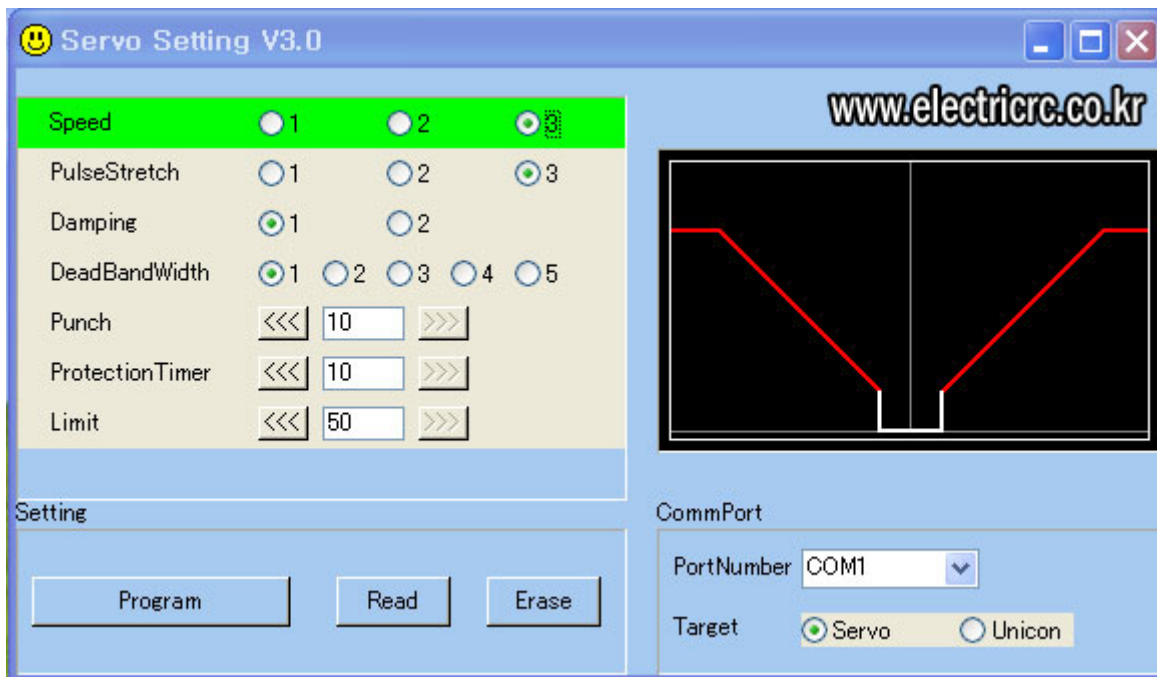 Servo Setting V3.0
www.electricrc.co.kr
Speed 1 2 3
PulseStretch 1 2 3
Damping 1 2
DeadBandWidth 1 2 3 4 5
Punch <<< 10 >>>
ProtectionTimer <<< 10 >>>
Limit <<< 50 >>>
Setting
Program Read Erase
CommPort
PortNumber COM1
Target Servo Unicon